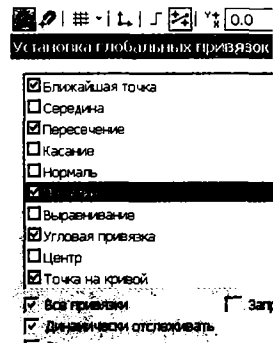 0.0
Установка глобальных привязок
Ближайшая точка
Середина
Пересечение
Касание
Нормаль
Выравнивание
Угловая привязка
Центр
Точка на кривой
Все привязки
Динамически отслеживать